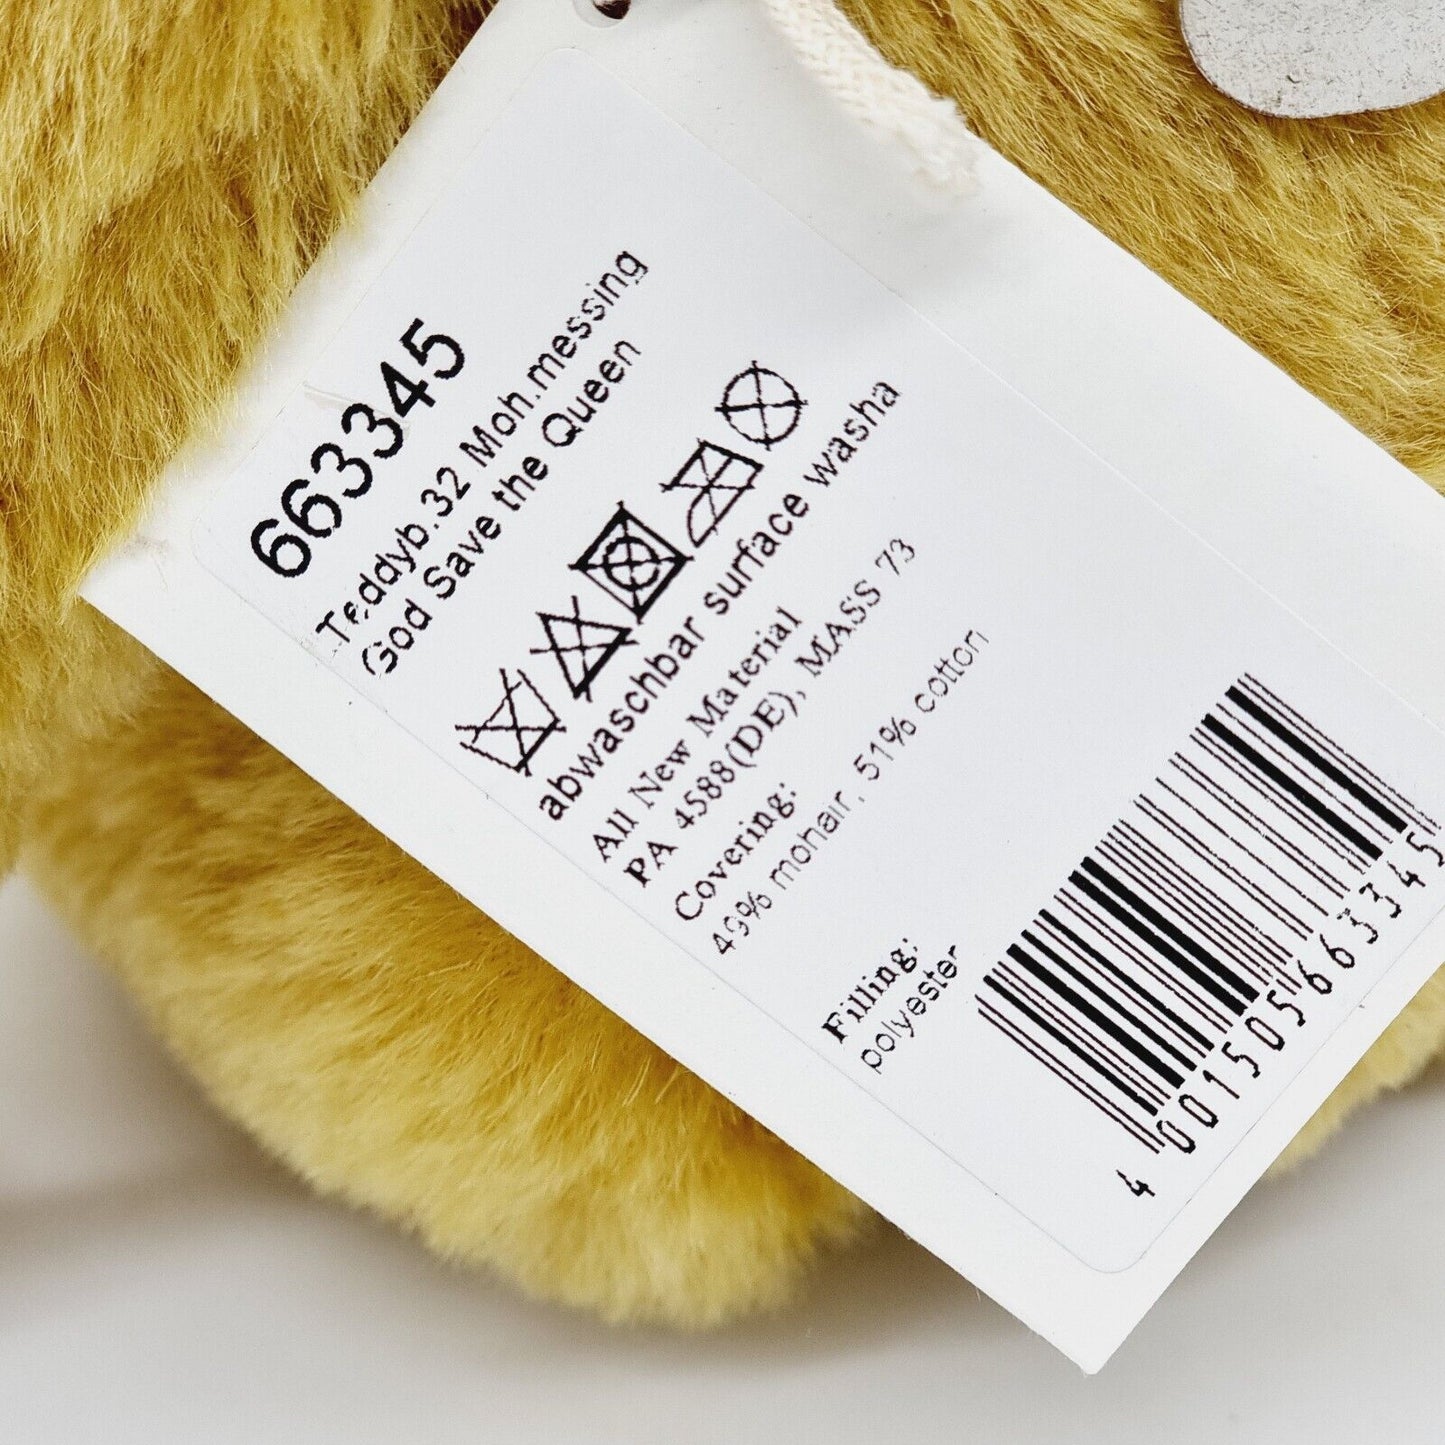 663345
Teddyb.32 Moh.messing
God Save the Queen
abwaschbar surface washa
All New Material
PA 4588(DE), MASS 73
Covering:
49% mohair, 51% cotton
Filling:
polyester
4 001505 663345